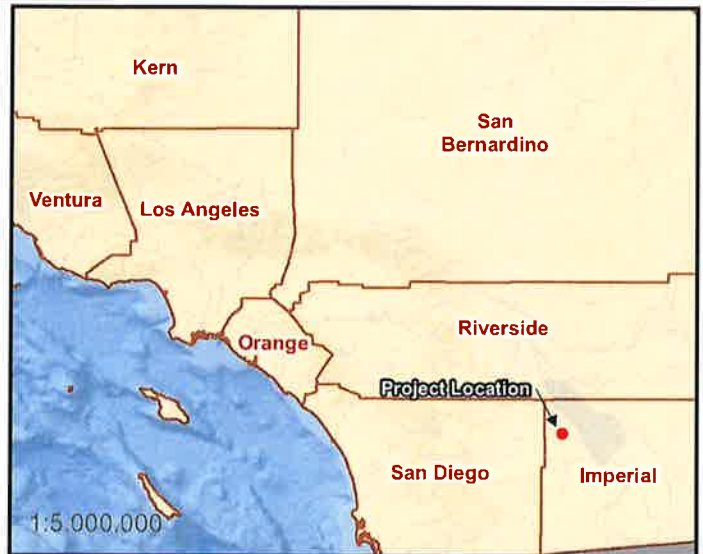 Kern
San
Bernardino
Ventura
Los Angeles
Orange
Riverside
Project Location
San Diego
Imperial
1:5,000,000